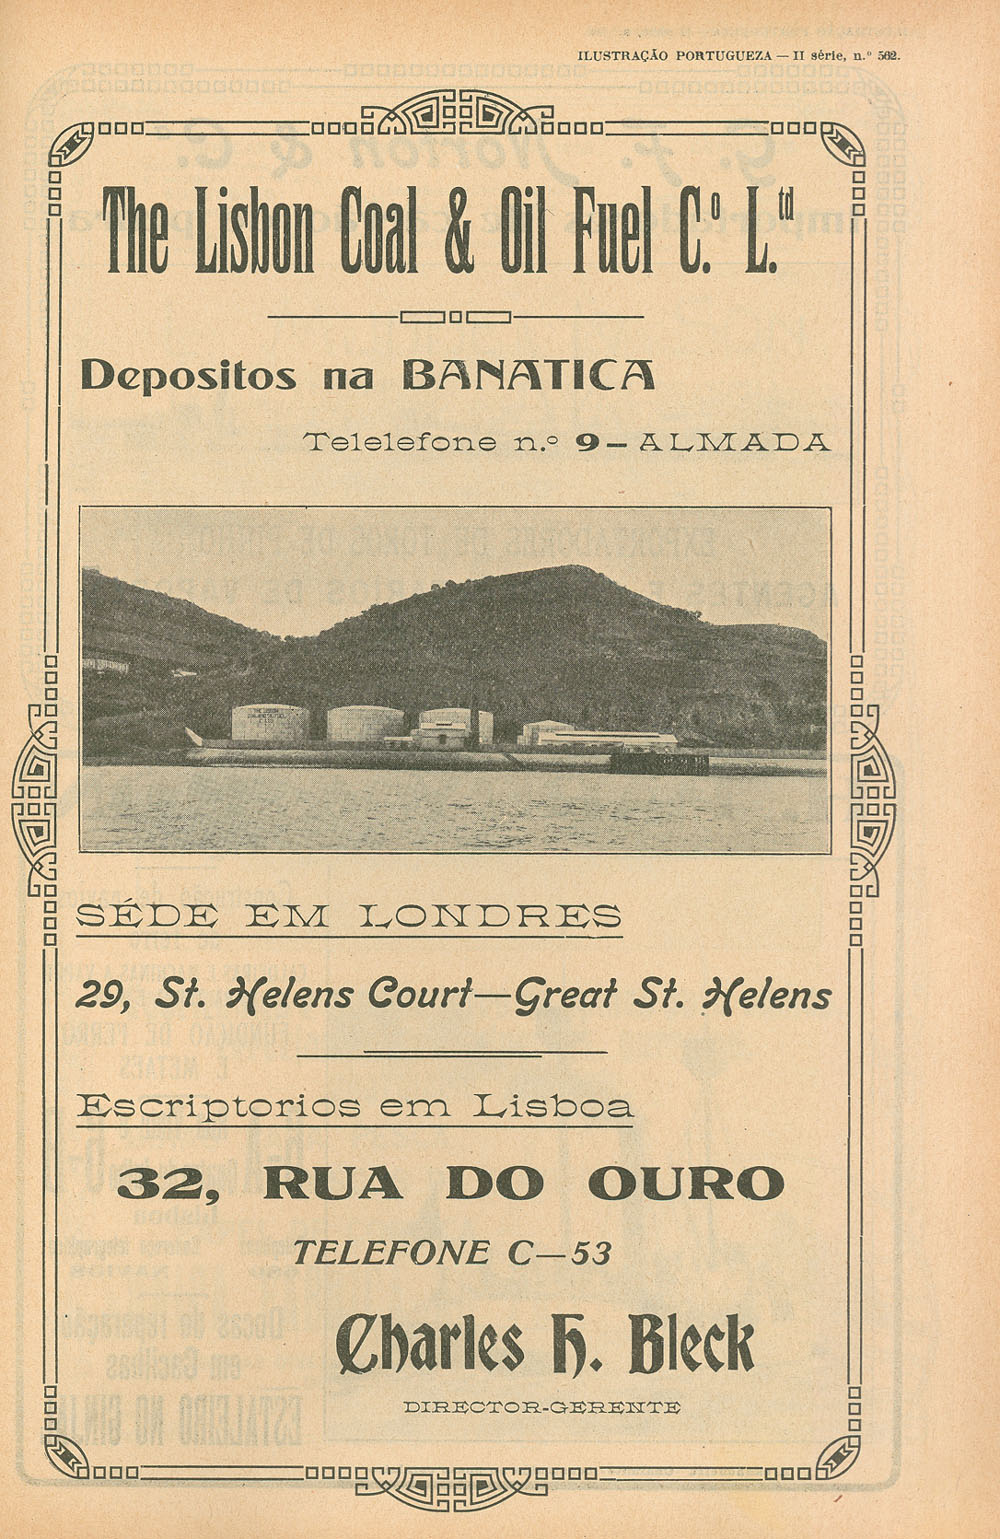 ILUSTRAÇÃO PORTUGUEZA — II série, n.º 562.
The Lisbon Coal & Oil Fuel C.º L.td
Depositos na BANATICA
Telelefone n.º 9 — ALMADA
THE LISBON
SÉDE EM LONDRES
29, St. Helens Court — Great St. Helens
Escriptorios em Lisboa
32, RUA DO OURO
TELEFONE C—53
Charles H. Bleck
DIRECTOR-GERENTE